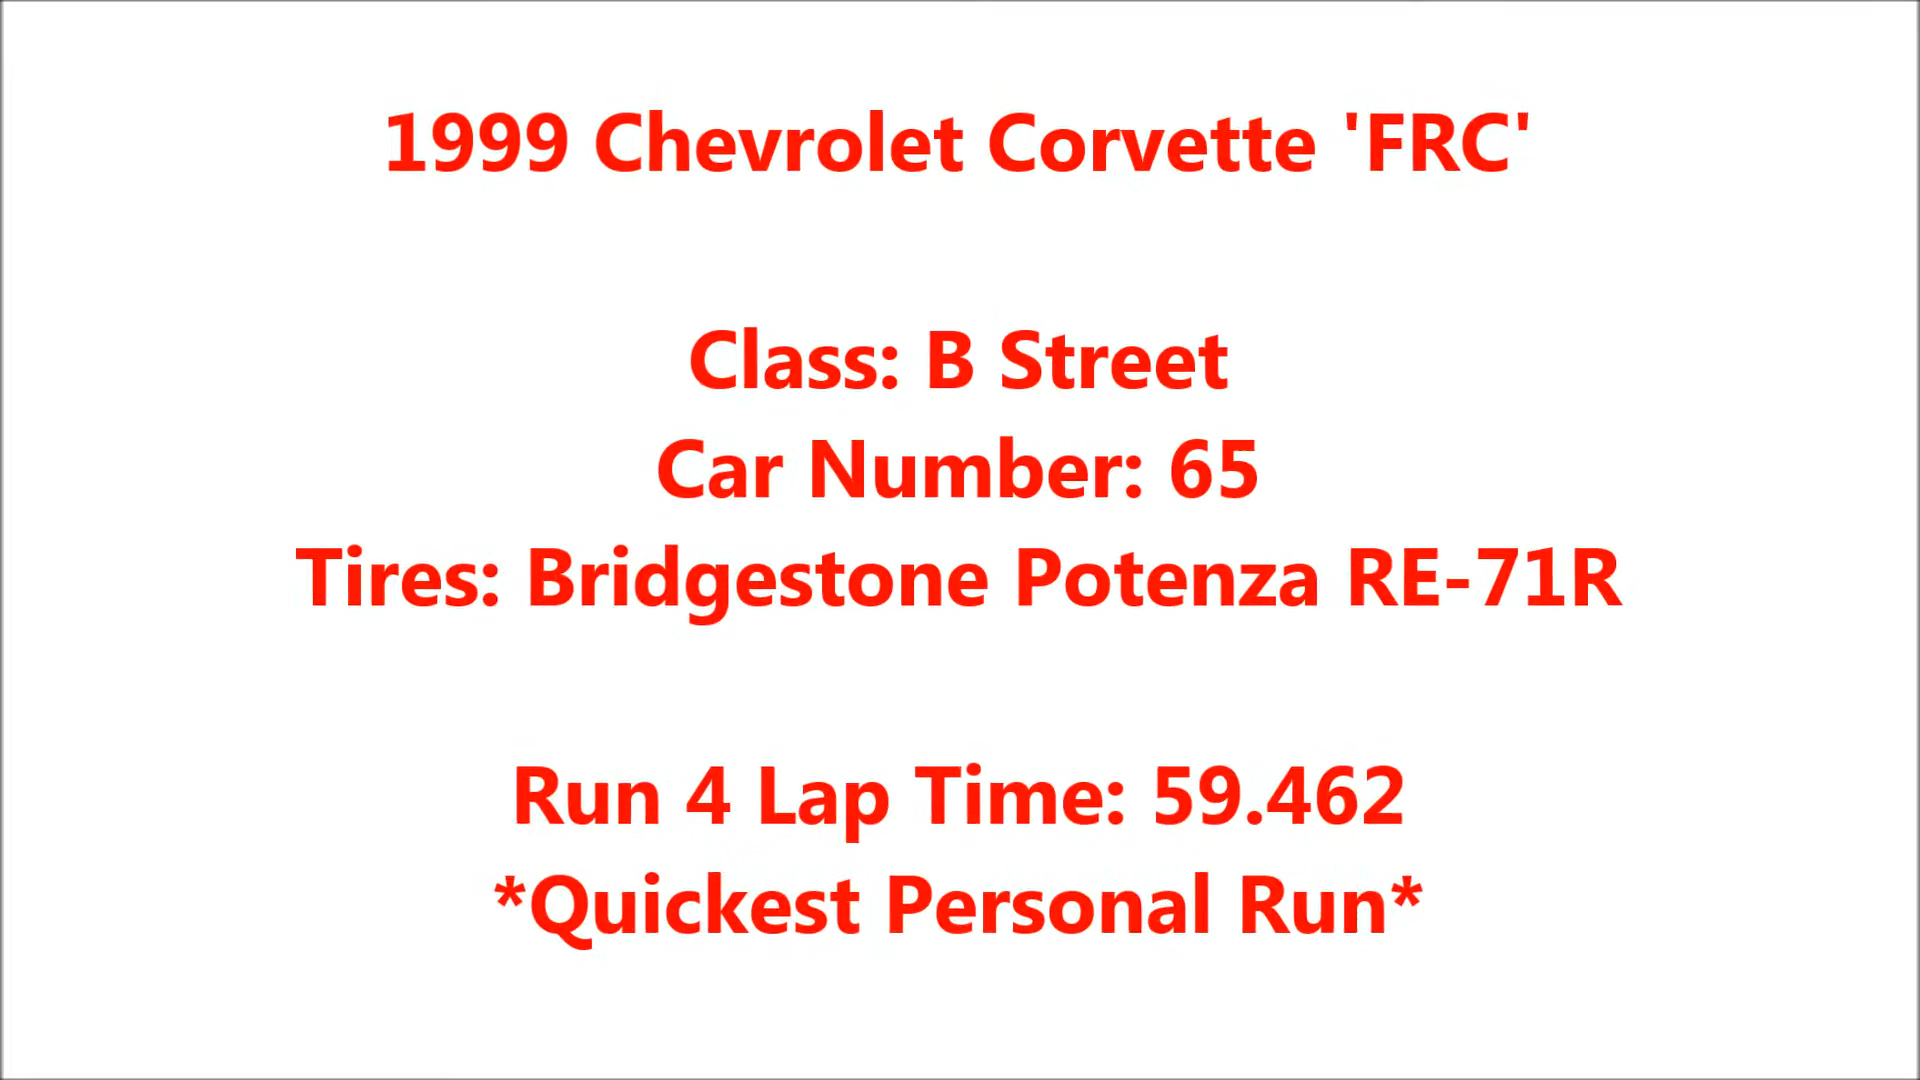 1999 Chevrolet Corvette 'FRC'
Class: B Street
Car Number: 65
Tires: Bridgestone Potenza RE-71R
Run 4 Lap Time: 59.462
*Quickest Personal Run*